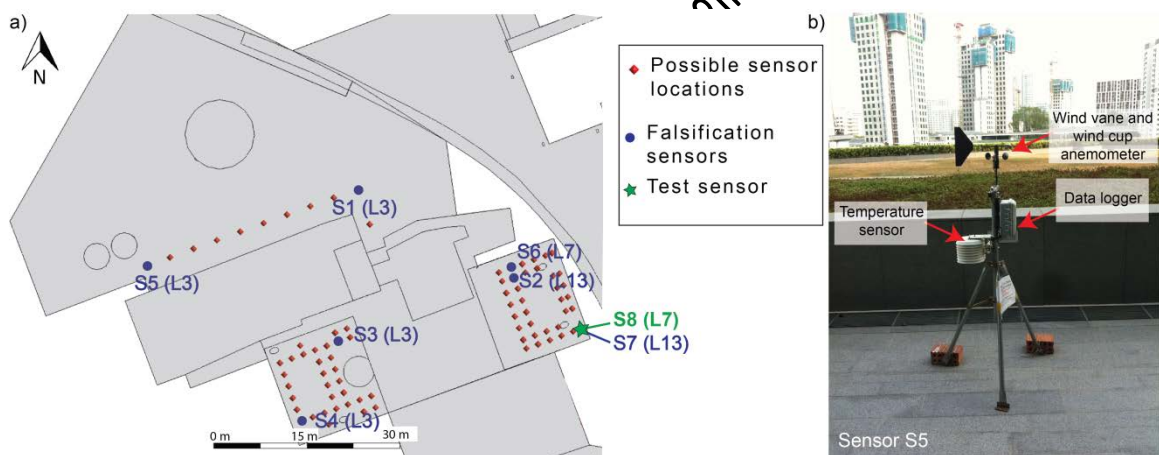 a)
N
S1 (L3)
S5 (L3)
S6 (L7)
S2 (L13)
S3 (L3)
S8 (L7)
S7 (L13)
S4 (L3)
0 m
15 m
30 m
Possible sensor
locations
Falsification
sensors
Test sensor
b)
Wind vane and
wind cup
anemometer
Data logger
Temperature
sensor
Sensor S5